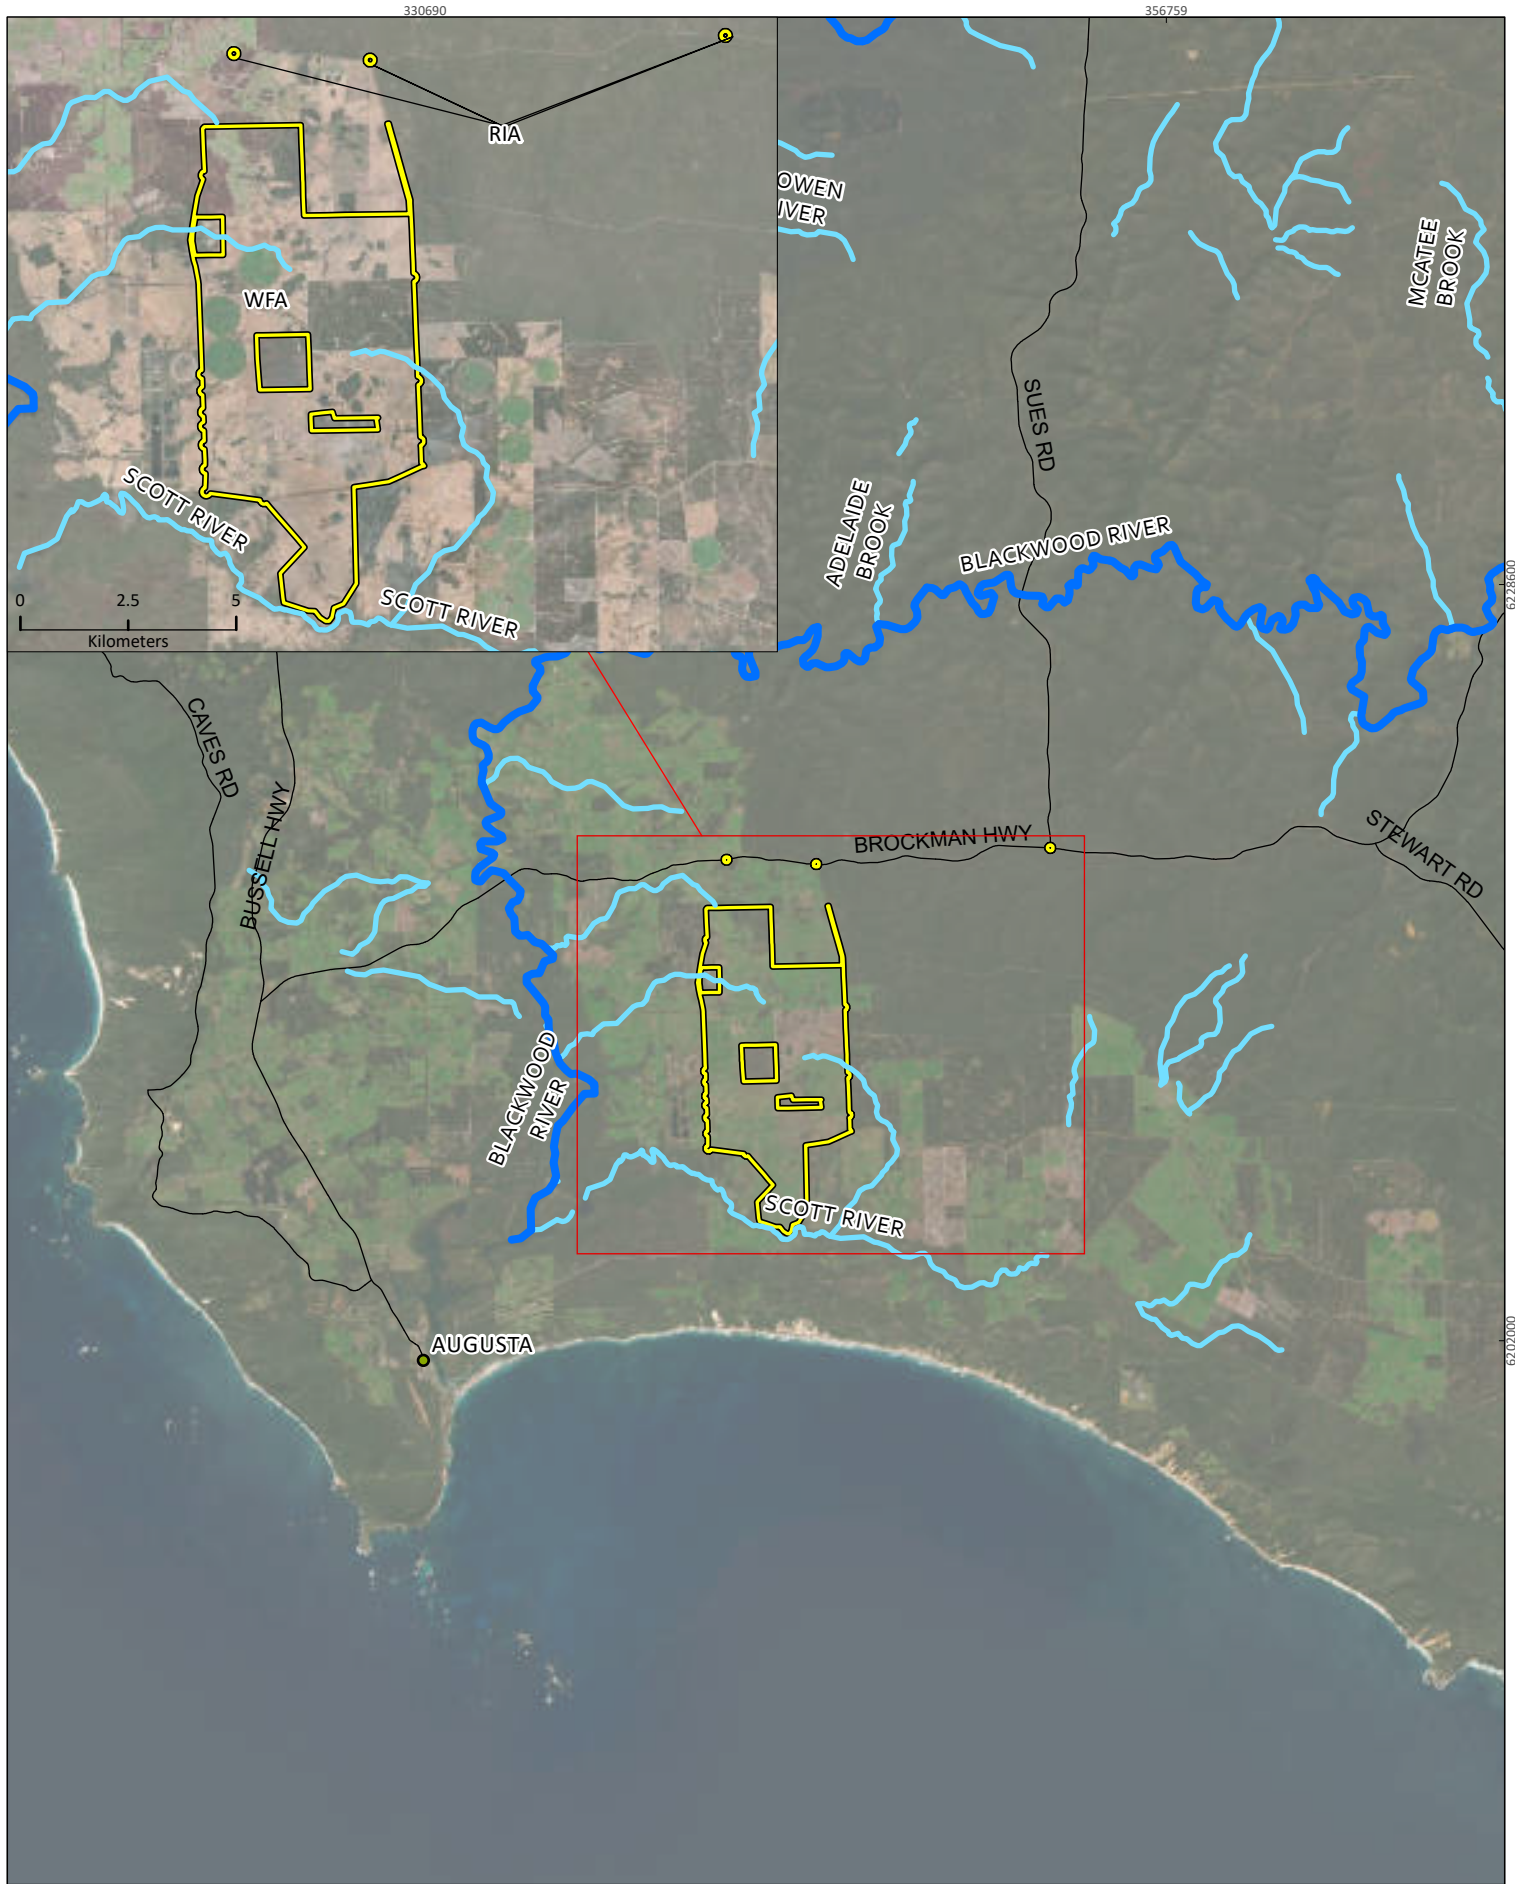 330690
356759
RIA
OWEN
IVER
MCATEE
BROOK
WFA
SUES RD
SCOTT RIVER
ADELAIDE
BROOK
BLACKWOOD RIVER
6228600
0 2.5 5
Kilometers
SCOTT RIVER
CAVES RD
BUSSELL HWY
BROCKMAN HWY
STEWART RD
BLACKWOOD
RIVER
SCOTT RIVER
AUGUSTA
6202000